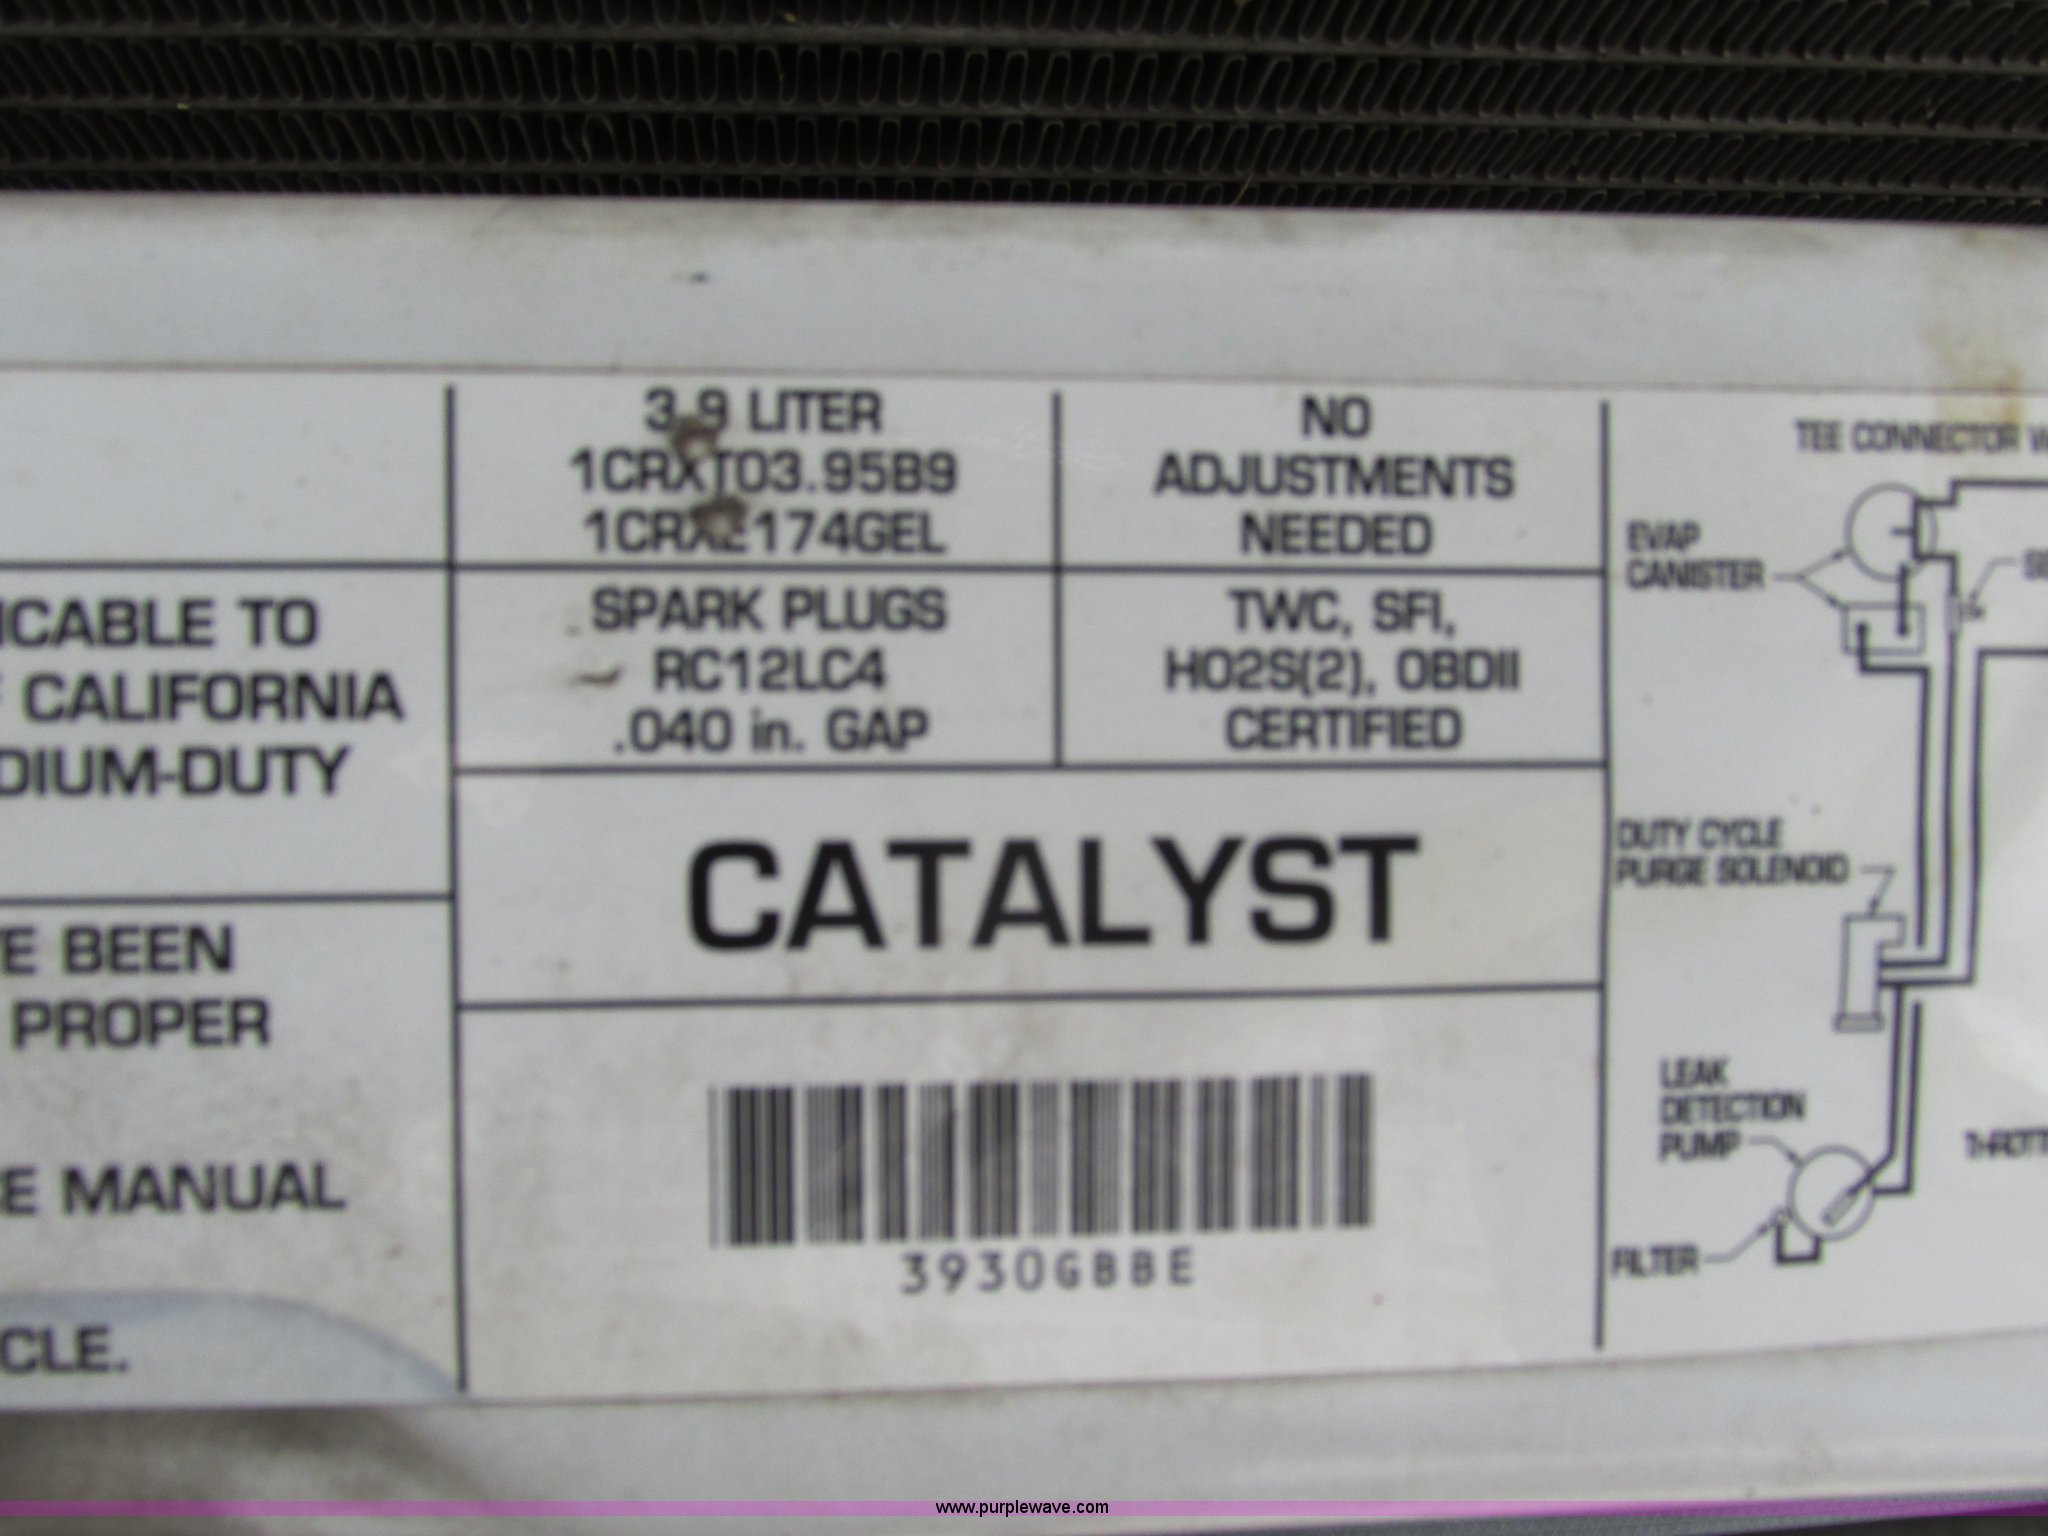 3.9 LITER
1CRXT03.95B9
1CRXE174GEL
NO
ADJUSTMENTS
NEEDED
ICABLE TO
CALIFORNIA
DIUM-DUTY
SPARK PLUGS
RC12LC4
.040 in. GAP
TWC, SFI,
HO2S(2), OBDII
CERTIFIED
CATALYST
E BEEN
PROPER
E MANUAL
CLE.
3930GBBE
TEE CONNECTOR W
EVAP
CANISTER
DUTY CYCLE
PURGE SOLENOID
LEAK
DETECTION
PUMP
THROTT
FILTER
www.purplewave.com